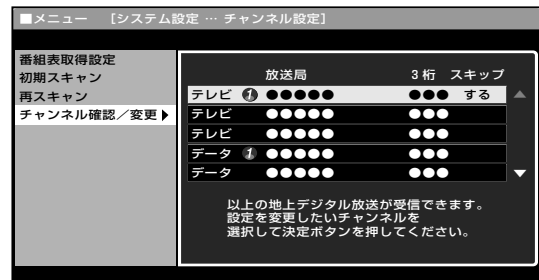 ■メニュー [システム設定 … チャンネル設定]
番組表取得設定
初期スキャン
再スキャン
チャンネル確認／変更▶
放送局 3桁 スキップ
テレビ ① ●●●●● ●●● する ▲
テレビ ●●●●● ●●●
テレビ ●●●●● ●●●
データ ① ●●●●● ●●●
データ ●●●●● ●●● ▼
以上の地上デジタル放送が受信できます。
設定を変更したいチャンネルを
選択して決定ボタンを押してください。